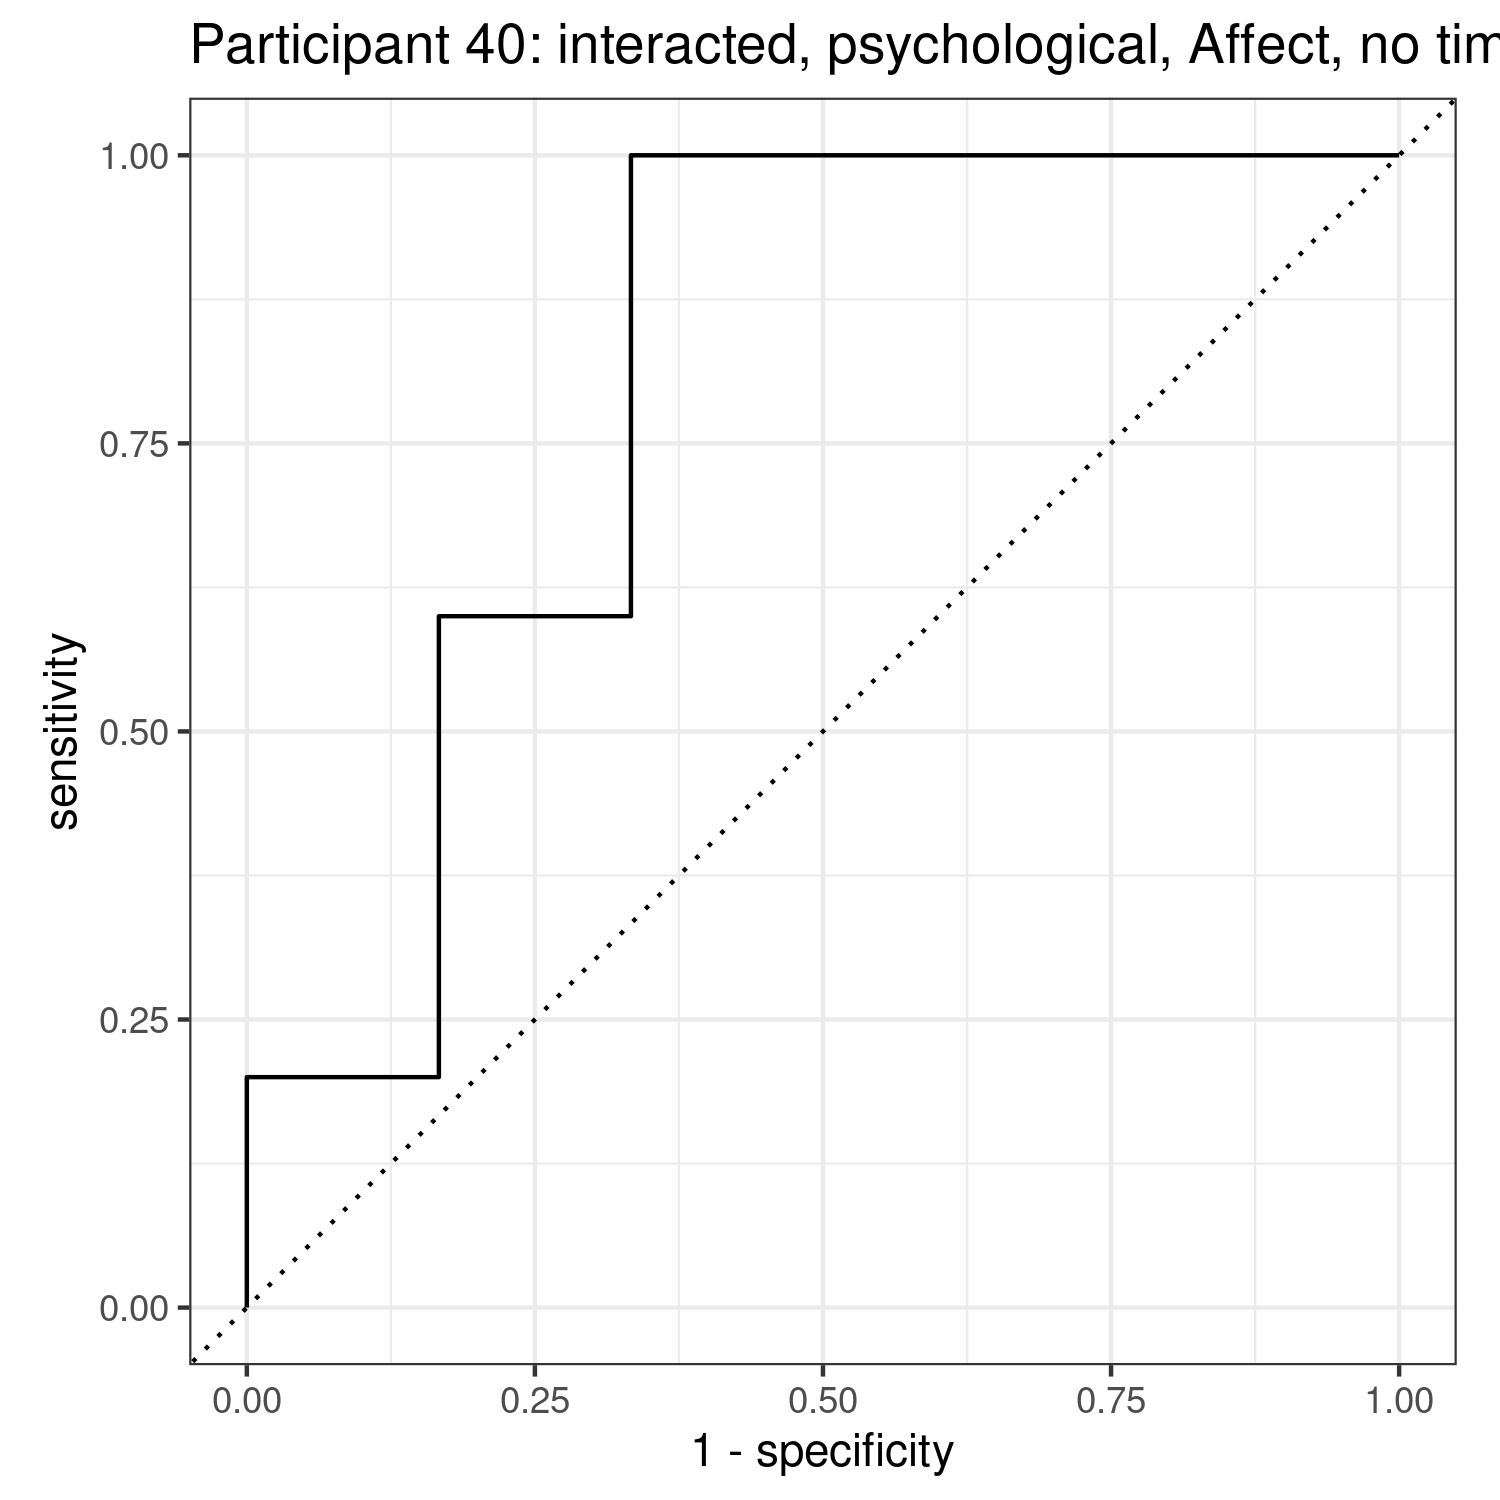 Participant 40: interacted, psychological, Affect, no tim
1.00
0.75
0.50
0.25
0.00
sensitivity
0.00 0.25 0.50 0.75 1.00
1 - specificity